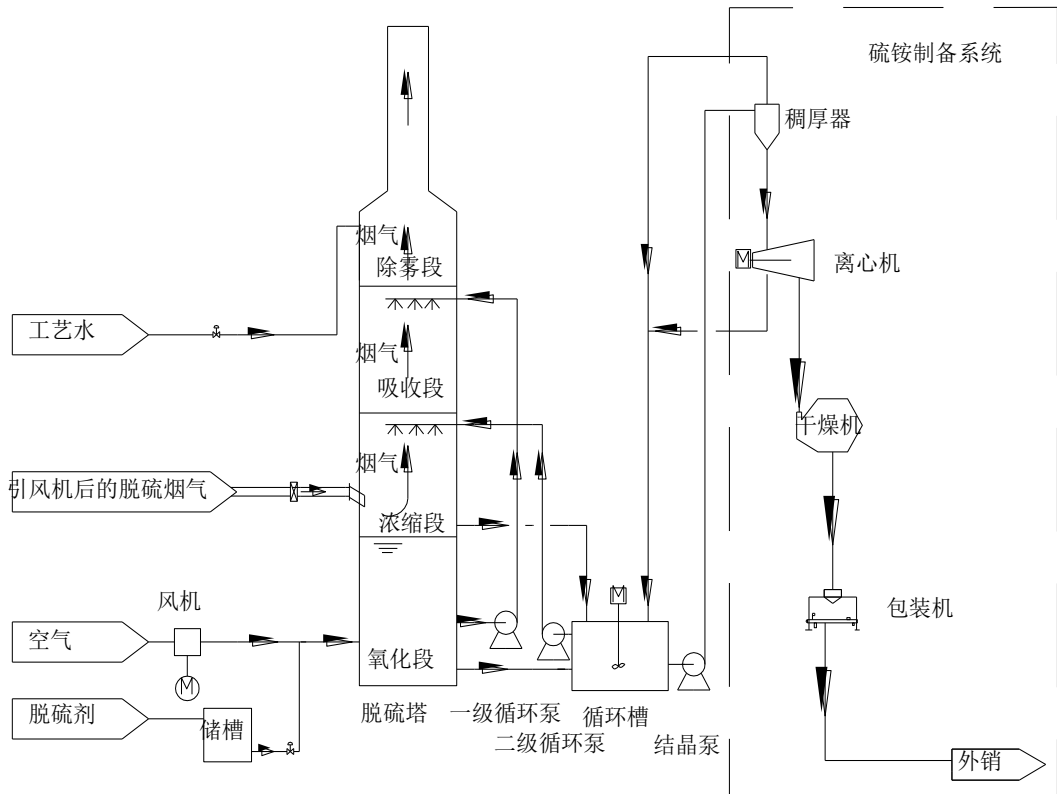 硫铵制备系统
稠厚器
烟气
除雾段
离心机
工艺水
烟气
吸收段
干燥机
烟气
引风机后的脱硫烟气
浓缩段
M
M
风机
包装机
空气
氧化段
M
脱硫剂
储槽
脱硫塔
一级循环泵
循环槽
二级循环泵
结晶泵
外销